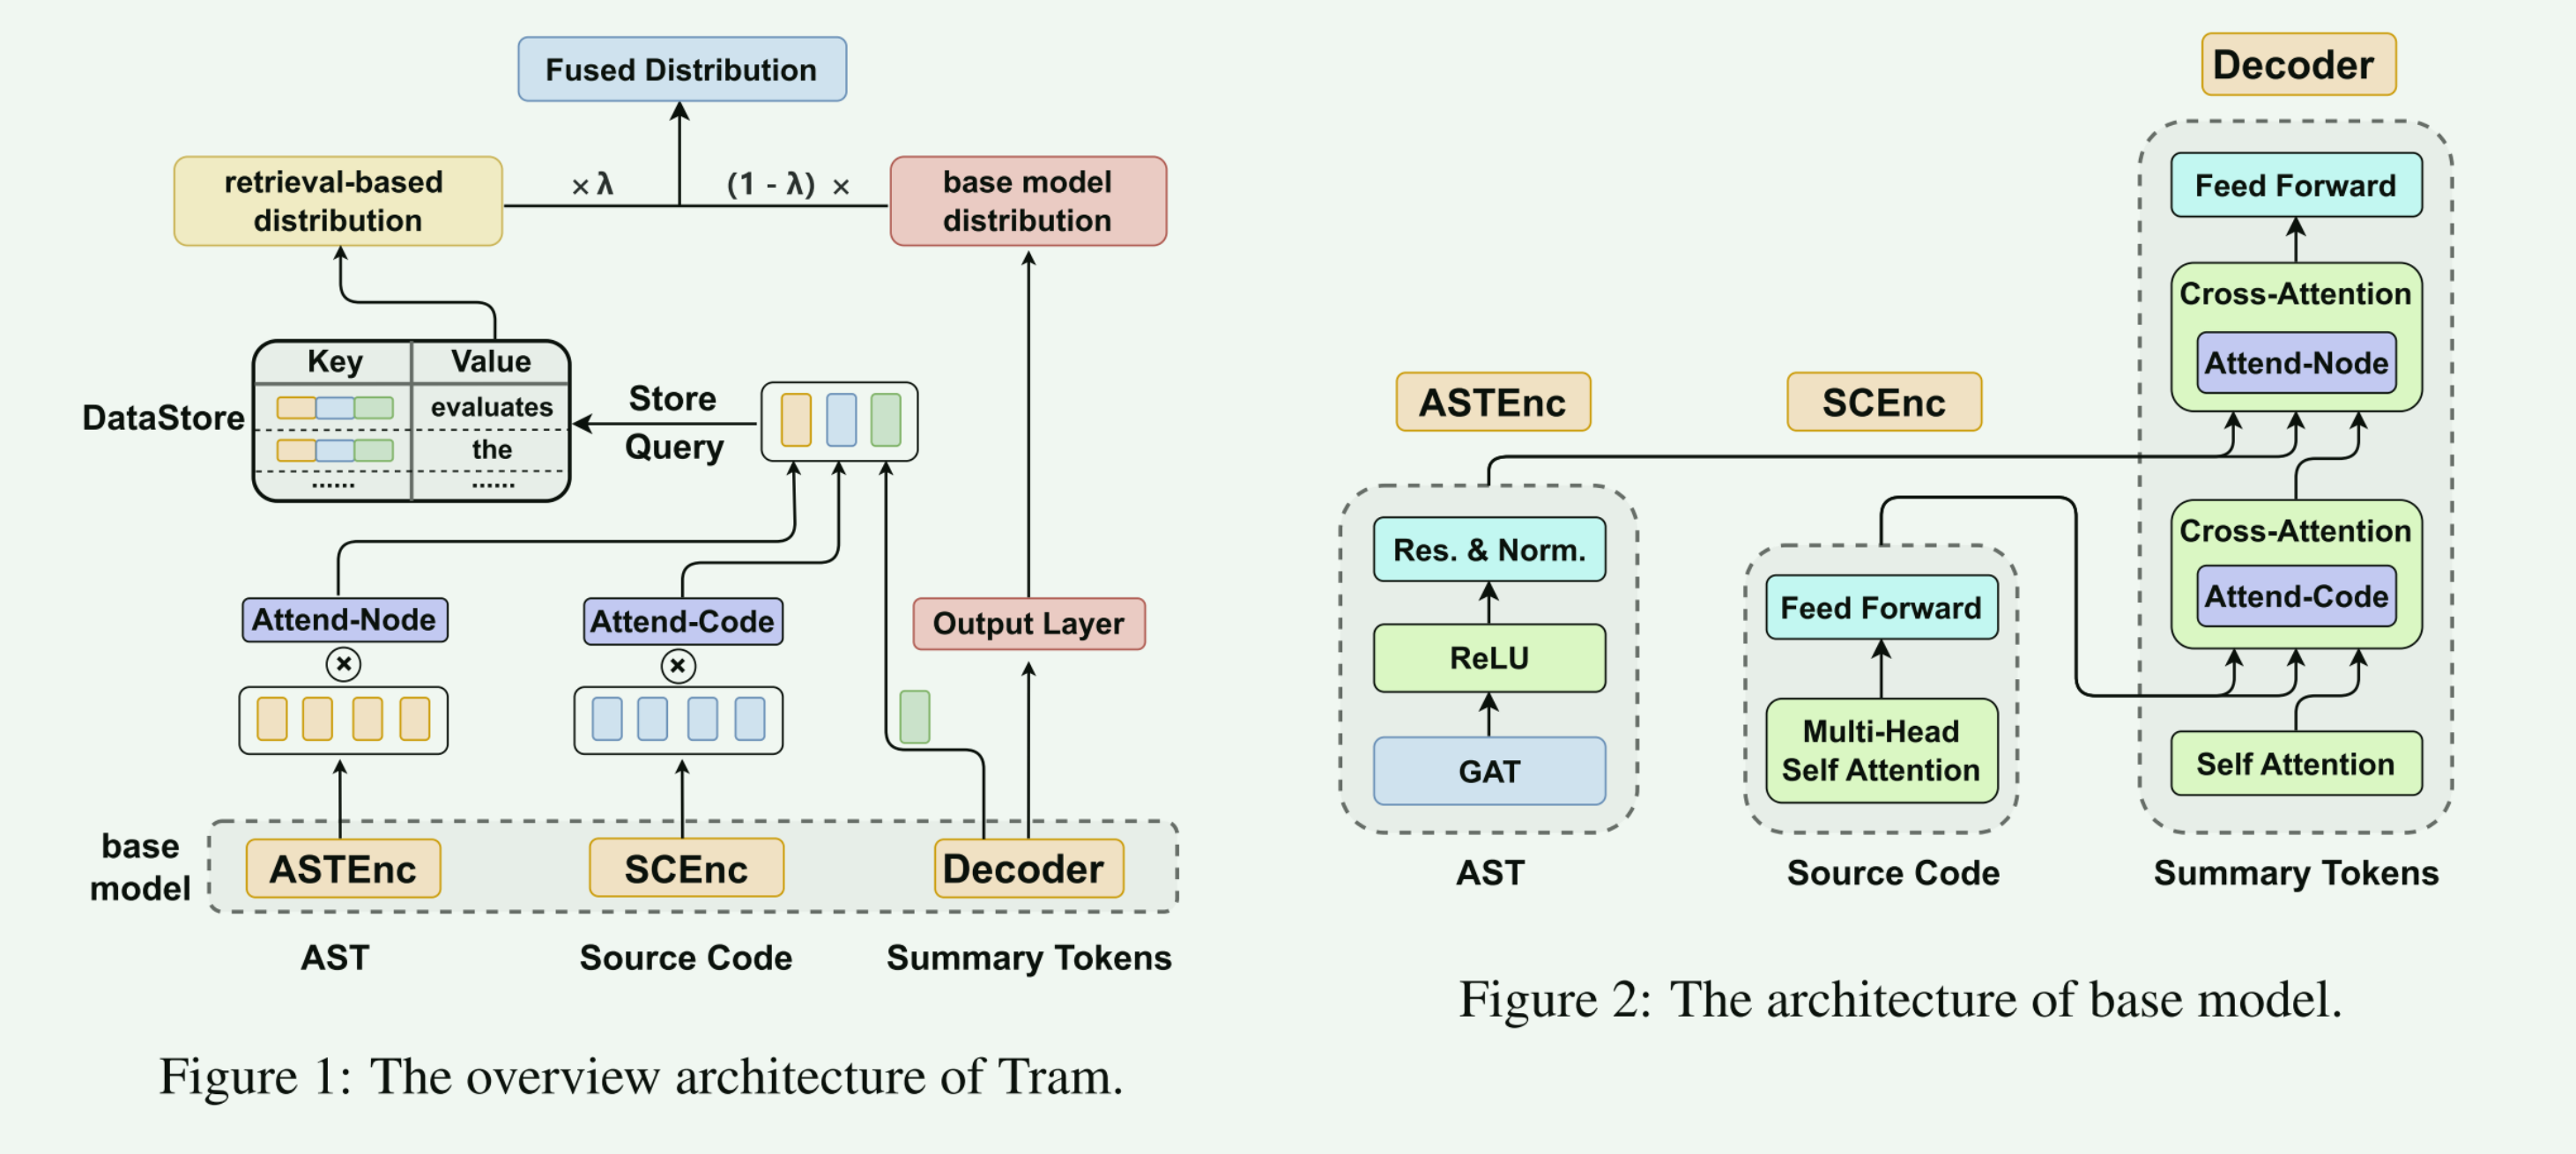 Fused Distribution
retrieval-based
distribution
× λ
(1 - λ) ×
base model
distribution
DataStore
Key
Value
evaluates
the
......
......
Store
Query
Attend-Node
Attend-Code
Output Layer
base
model
ASTEnc
SCEnc
Decoder
AST
Source Code
Summary Tokens
Figure 1: The overview architecture of Tram.
Decoder
Feed Forward
Cross-Attention
Attend-Node
ASTEnc
SCEnc
Cross-Attention
Attend-Code
Res. & Norm.
ReLU
GAT
Feed Forward
Multi-Head
Self Attention
Self Attention
AST
Source Code
Summary Tokens
Figure 2: The architecture of base model.